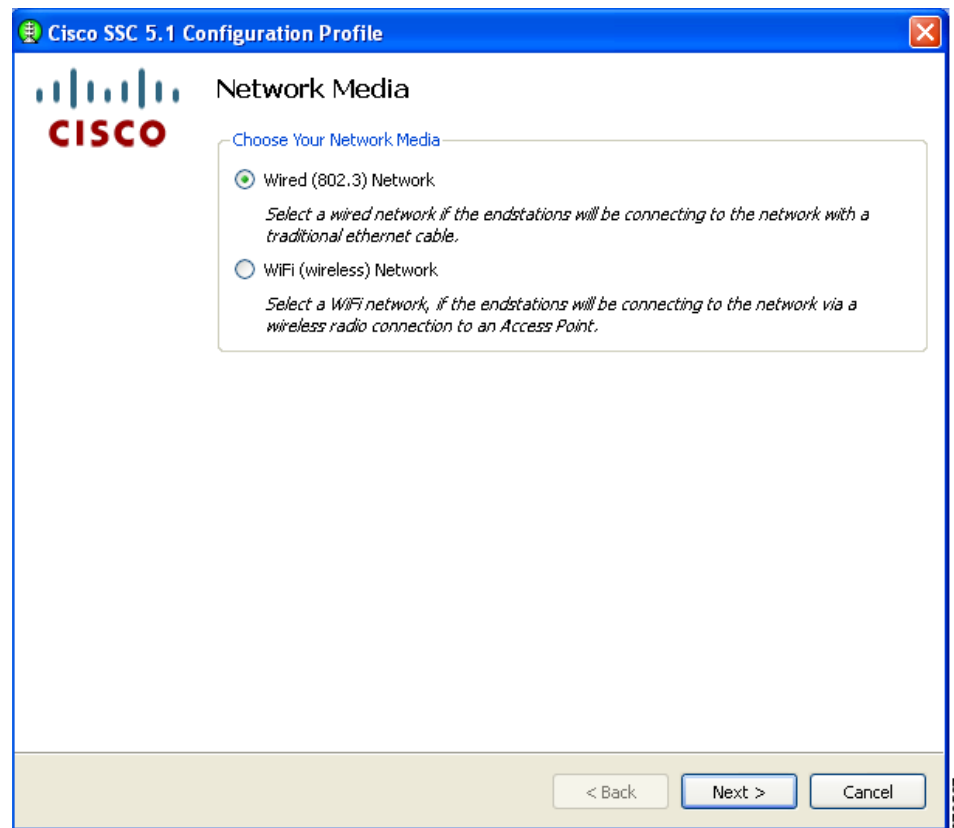 Cisco SSC 5.1 Configuration Profile
CISCO
Network Media
Choose Your Network Media
Wired (802.3) Network
Select a wired network if the endstations will be connecting to the network with a
traditional ethernet cable.
WiFi (wireless) Network
Select a WiFi network, if the endstations will be connecting to the network via a
wireless radio connection to an Access Point.
< Back
Next >
Cancel